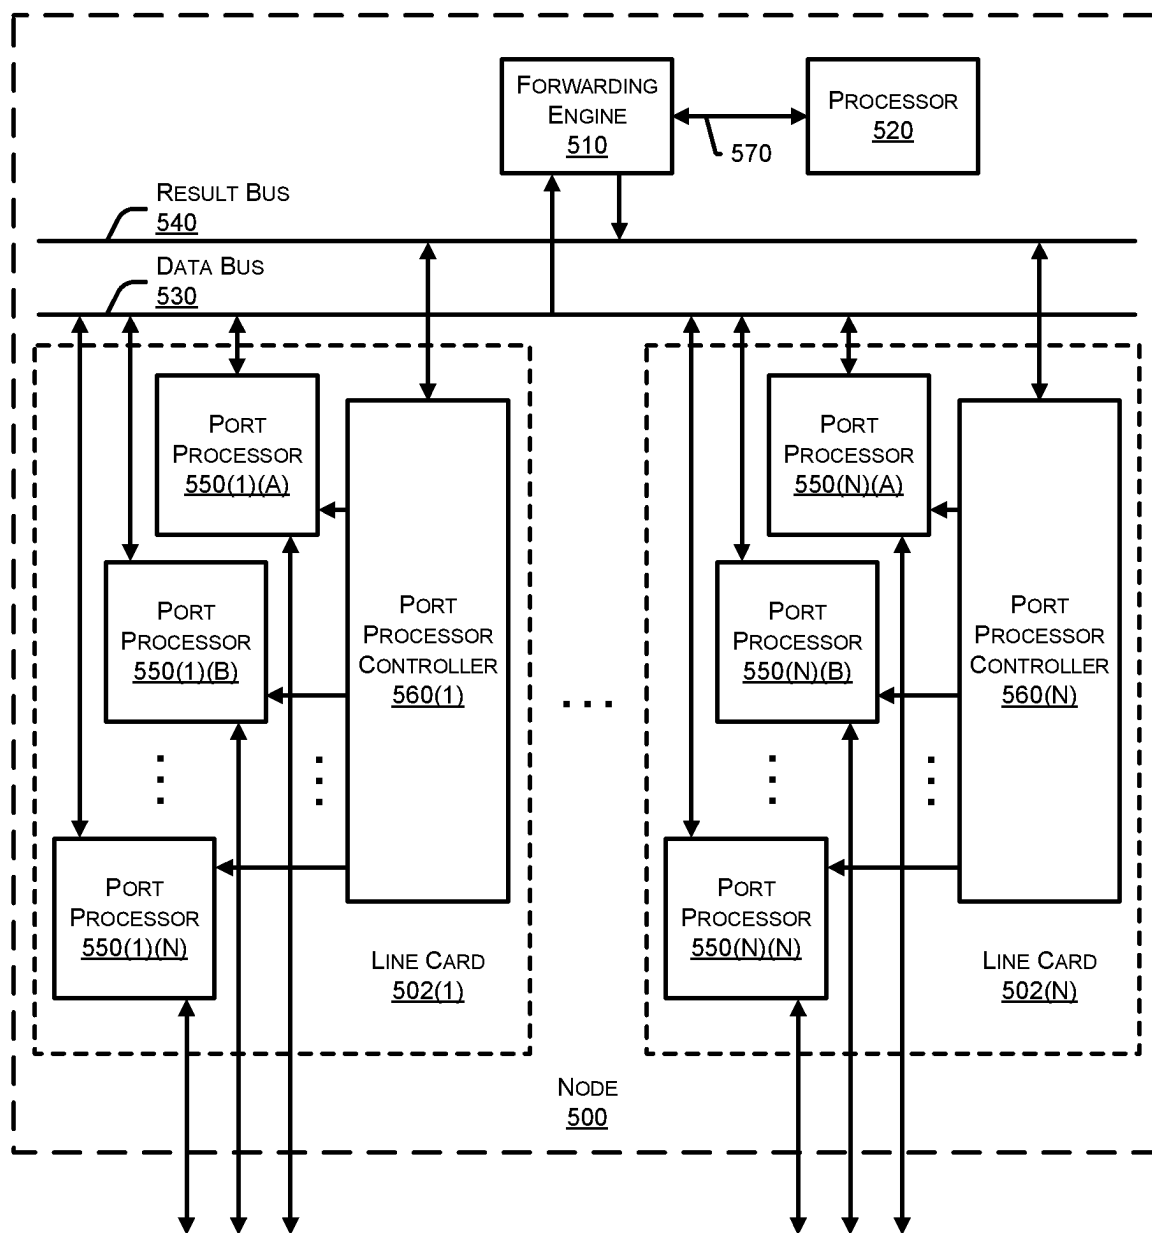 FORWARDING
ENGINE
510
PROCESSOR
520
570
RESULT BUS
540
DATA BUS
530
PORT
PROCESSOR
550(1)(A)
PORT
PROCESSOR
550(1)(B)
PORT
PROCESSOR
550(1)(N)
PORT
PROCESSOR
CONTROLLER
560(1)
LINE CARD
502(1)
. . .
PORT
PROCESSOR
550(N)(A)
PORT
PROCESSOR
550(N)(B)
PORT
PROCESSOR
550(N)(N)
PORT
PROCESSOR
CONTROLLER
560(N)
LINE CARD
502(N)
NODE
500